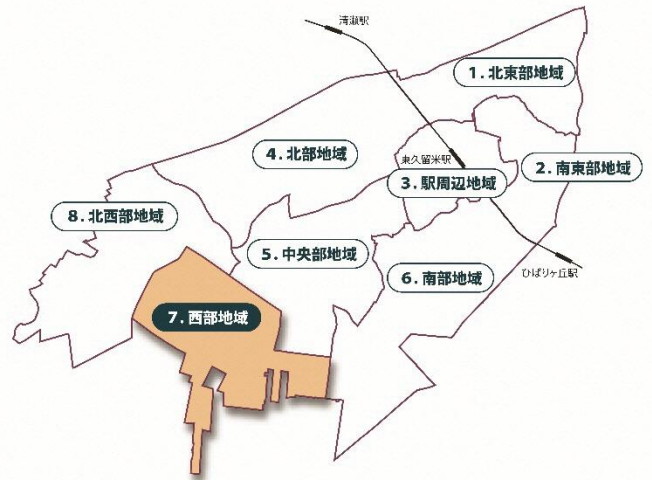 清瀬駅
1.北東部地域
4.北部地域
東久留米駅
2.南東部地域
3.駅周辺地域
8.北西部地域
5.中央部地域
6.南部地域
ひばりヶ丘駅
7.西部地域